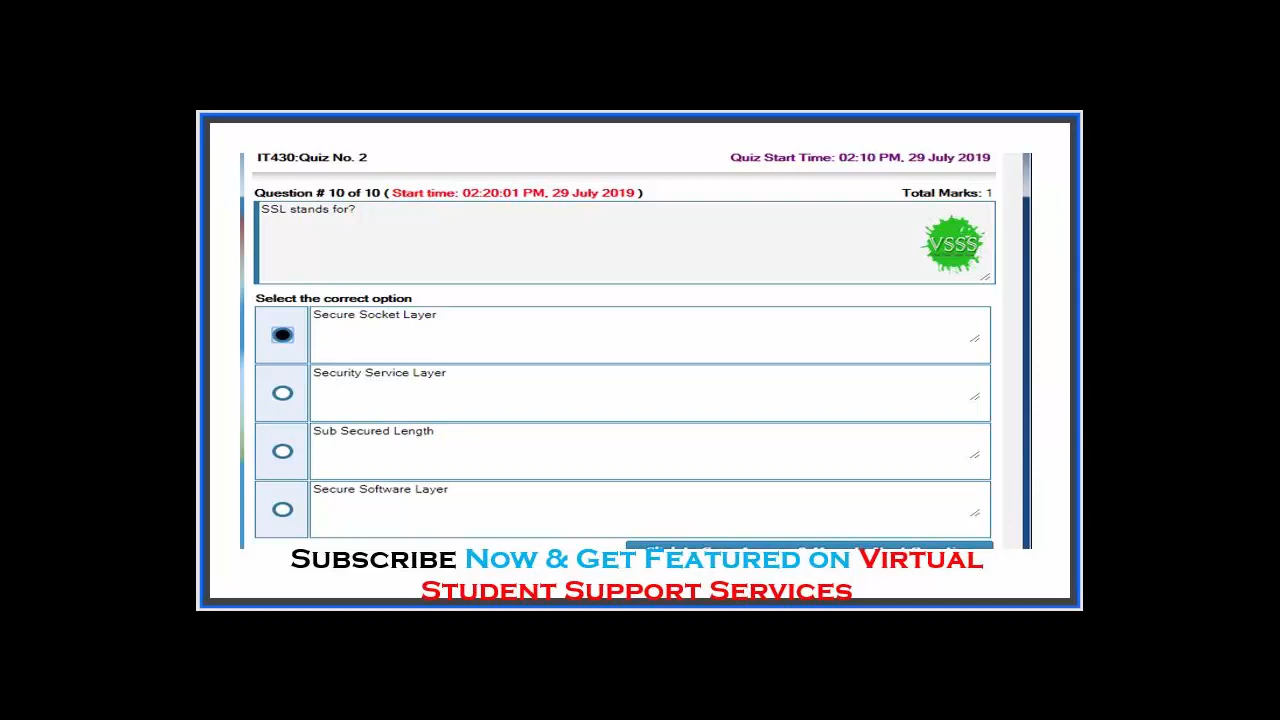 IT430:Quiz No. 2
Quiz Start Time: 02:10 PM, 29 July 2019
Question # 10 of 10 ( Start time: 02:20:01 PM, 29 July 2019 )
Total Marks: 1
SSL stands for?
VSSS
Select the correct option
Secure Socket Layer
Security Service Layer
Sub Secured Length
Secure Software Layer
Subscribe Now & Get Featured on Virtual
Student Support Services